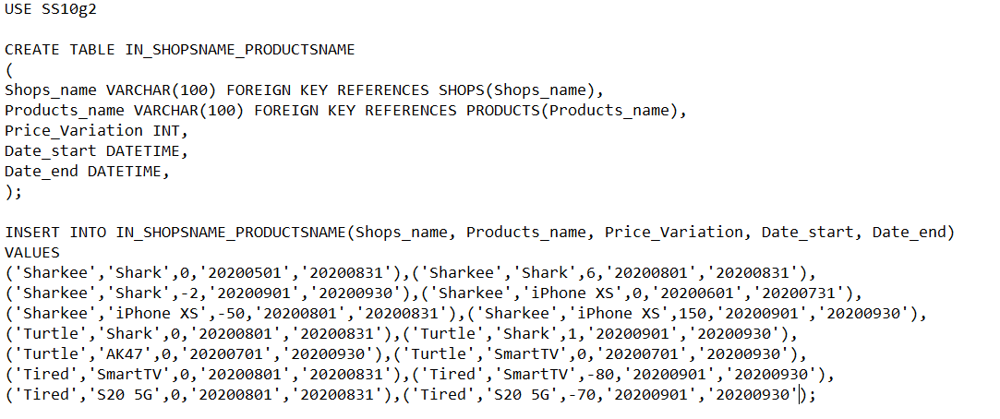 USE SS10g2
CREATE TABLE IN_SHOPSNAME_PRODUCTSNAME
(
Shops_name VARCHAR(100) FOREIGN KEY REFERENCES SHOPS(Shops_name),
Products_name VARCHAR(100) FOREIGN KEY REFERENCES PRODUCTS(Products_name),
Price_Variation INT,
Date_start DATETIME,
Date_end DATETIME,
);
INSERT INTO IN_SHOPSNAME_PRODUCTSNAME(Shops_name, Products_name, Price_Variation, Date_start, Date_end)
VALUES
('Sharkee','Shark',0,'20200501','20200831'),('Sharkee','Shark',6,'20200801','20200831'),
('Sharkee','Shark',-2,'20200901','20200930'),('Sharkee','iPhone XS',0,'20200601','20200731'),
('Sharkee','iPhone XS',-50,'20200801','20200831'),('Sharkee','iPhone XS',150,'20200901','20200930'),
('Turtle','Shark',0,'20200801','20200831'),('Turtle','Shark',1,'20200901','20200930'),
('Turtle','AK47',0,'20200701','20200930'),('Turtle','SmartTV',0,'20200701','20200930'),
('Tired','SmartTV',0,'20200801','20200831'),('Tired','SmartTV',-80,'20200901','20200930'),
('Tired','S20 5G',0,'20200801','20200831'),('Tired','S20 5G',-70,'20200901','20200930');